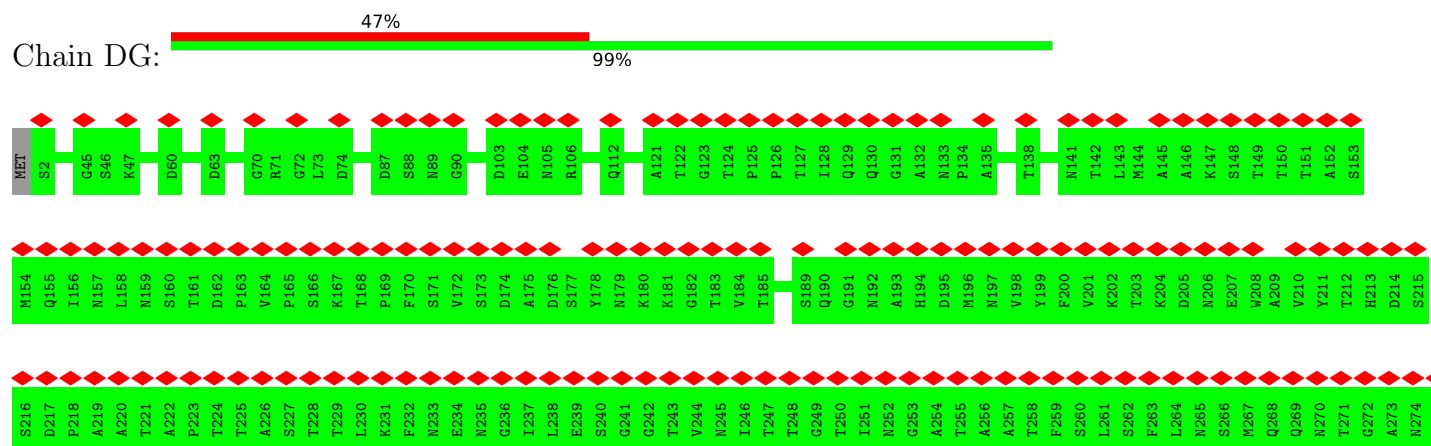 47%
Chain DG:
99%
MET S2 G45 S46 K47 D60 D63 G70 R71 G72 L73 D74 D87 S88 N89 G90 D103 E104 N105 R106 Q112 A121 T122 G123 T124 P125 P126 T127 I128 Q129 Q130 G131 A132 N133 P134 A135 T138 N141 T142 L143 M144 A145 A146 K147 S148 T149 T150 T151 A152 S153
M154 Q155 I156 N157 L158 N159 S160 T161 D162 P163 V164 P165 S166 K167 T168 P169 F170 S171 V172 S173 D174 A175 D176 S177 Y178 N179 K180 K181 G182 T183 V184 T185 S189 Q190 G191 N192 A193 H194 D195 M196 N197 V198 Y199 F200 V201 K202 T203 K204 D205 N206 E207 W208 A209 V210 Y211 T212 H213 D214 S215
S216 D217 P218 A219 A220 T221 A222 P223 T224 T225 A226 S227 T228 T229 L230 K231 F232 N233 E234 N235 G236 I237 L238 E239 S240 G241 G242 T243 V244 N245 I246 T247 T248 G249 T250 I251 N252 G253 A254 T255 A256 A257 T258 F259 S260 L261 S262 F263 L264 N265 S266 M267 Q268 Q269 N270 T271 G272 A273 N274